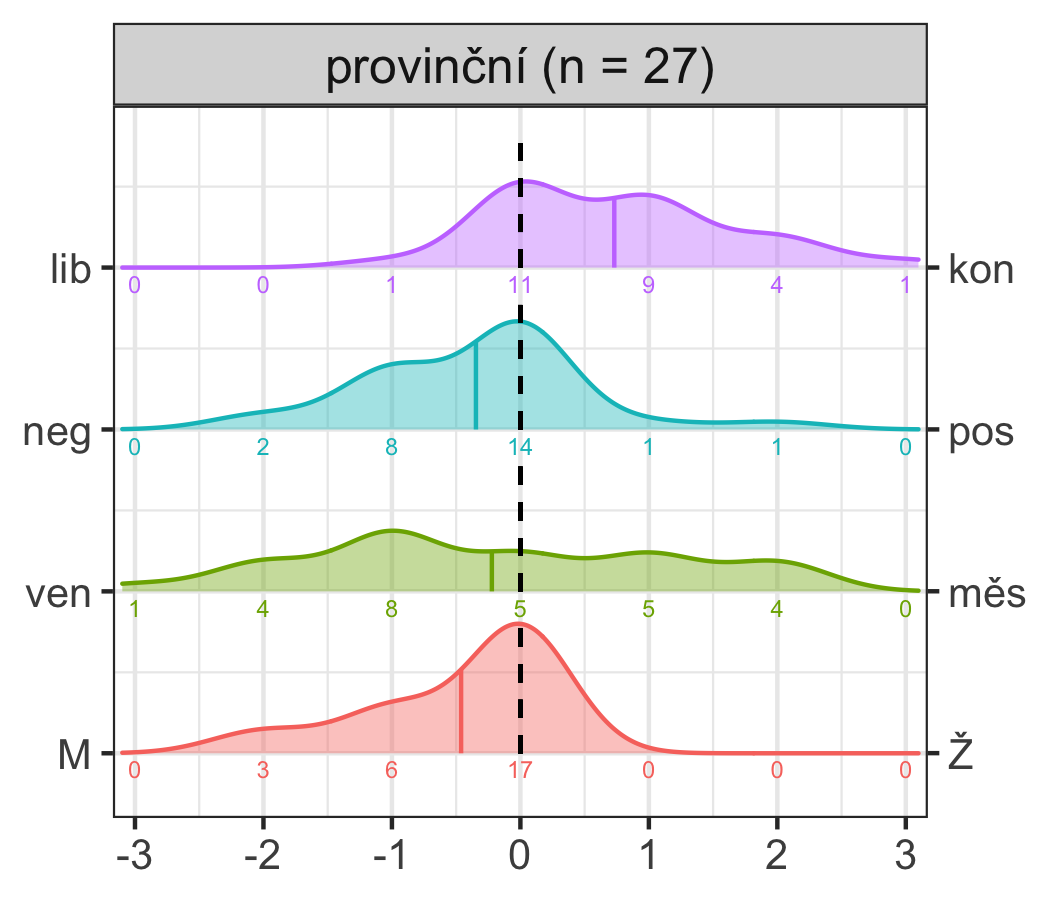 provinční (n = 27)
lib kon
0 0 1 11 9 4 1
neg pos
0 2 8 14 1 1 0
ven měs
1 4 8 5 5 4 0
M Ž
0 3 6 17 0 0 0
-3 -2 -1 0 1 2 3